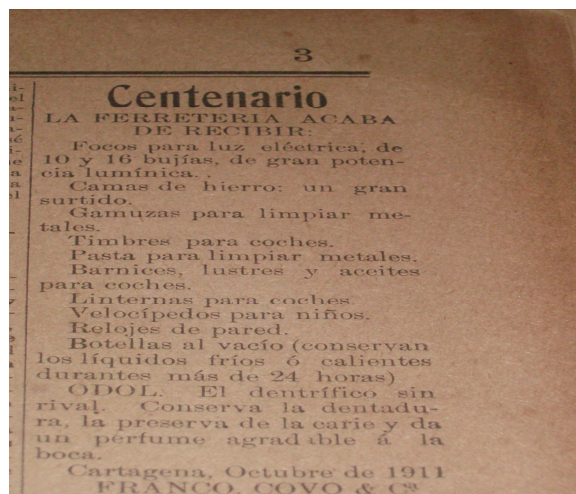 3
Centenario
LA FERRETERIA ACABA
DE RECIBIR:
Focos para luz eléctrica, de
10 y 16 bujías, de gran poten-
cia lumínica. .
Camas de hierro: un gran
surtido.
Gamuzas para limpiar me-
tales.
Timbres para coches.
Pasta para limpiar metales.
Barnices, lustres y aceites
para coches.
Linternas para coches.
Velocípedos para niños.
Relojes de pared.
Botellas al vacío (conservan
los líquidos fríos ó calientes
durantes más de 24 horas)
ODOL. El dentrífico sin
rival. Conserva la dentadu-
ra, la preserva de la carie y da
un perfume agradable á la
boca.
Cartagena, Octubre de 1911
FRANCO, COVO & Cª